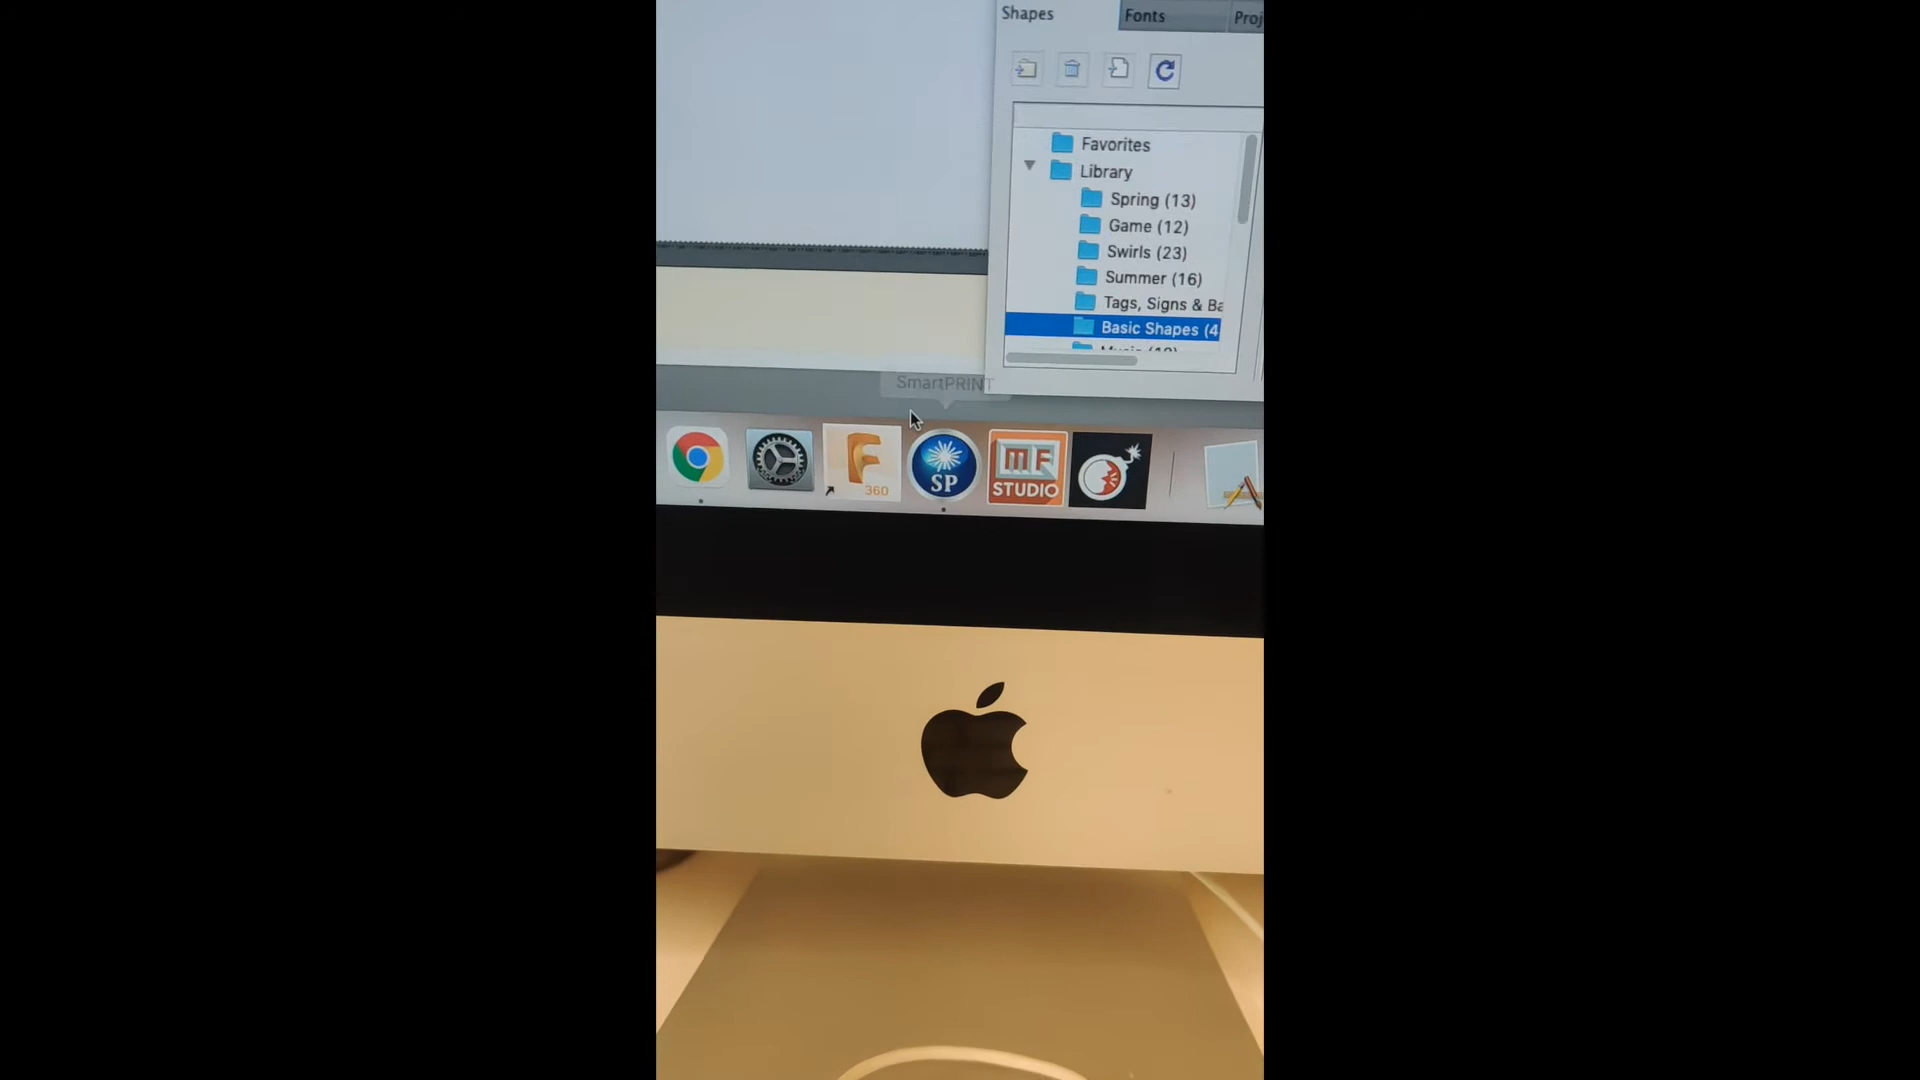 Shapes
Fonts
Proj
Favorites
Library
Spring (13)
Game (12)
Swirls (23)
Summer (16)
Tags, Signs & Ba
Basic Shapes (4
SmartPRINT
360
SP
MF
STUDIO